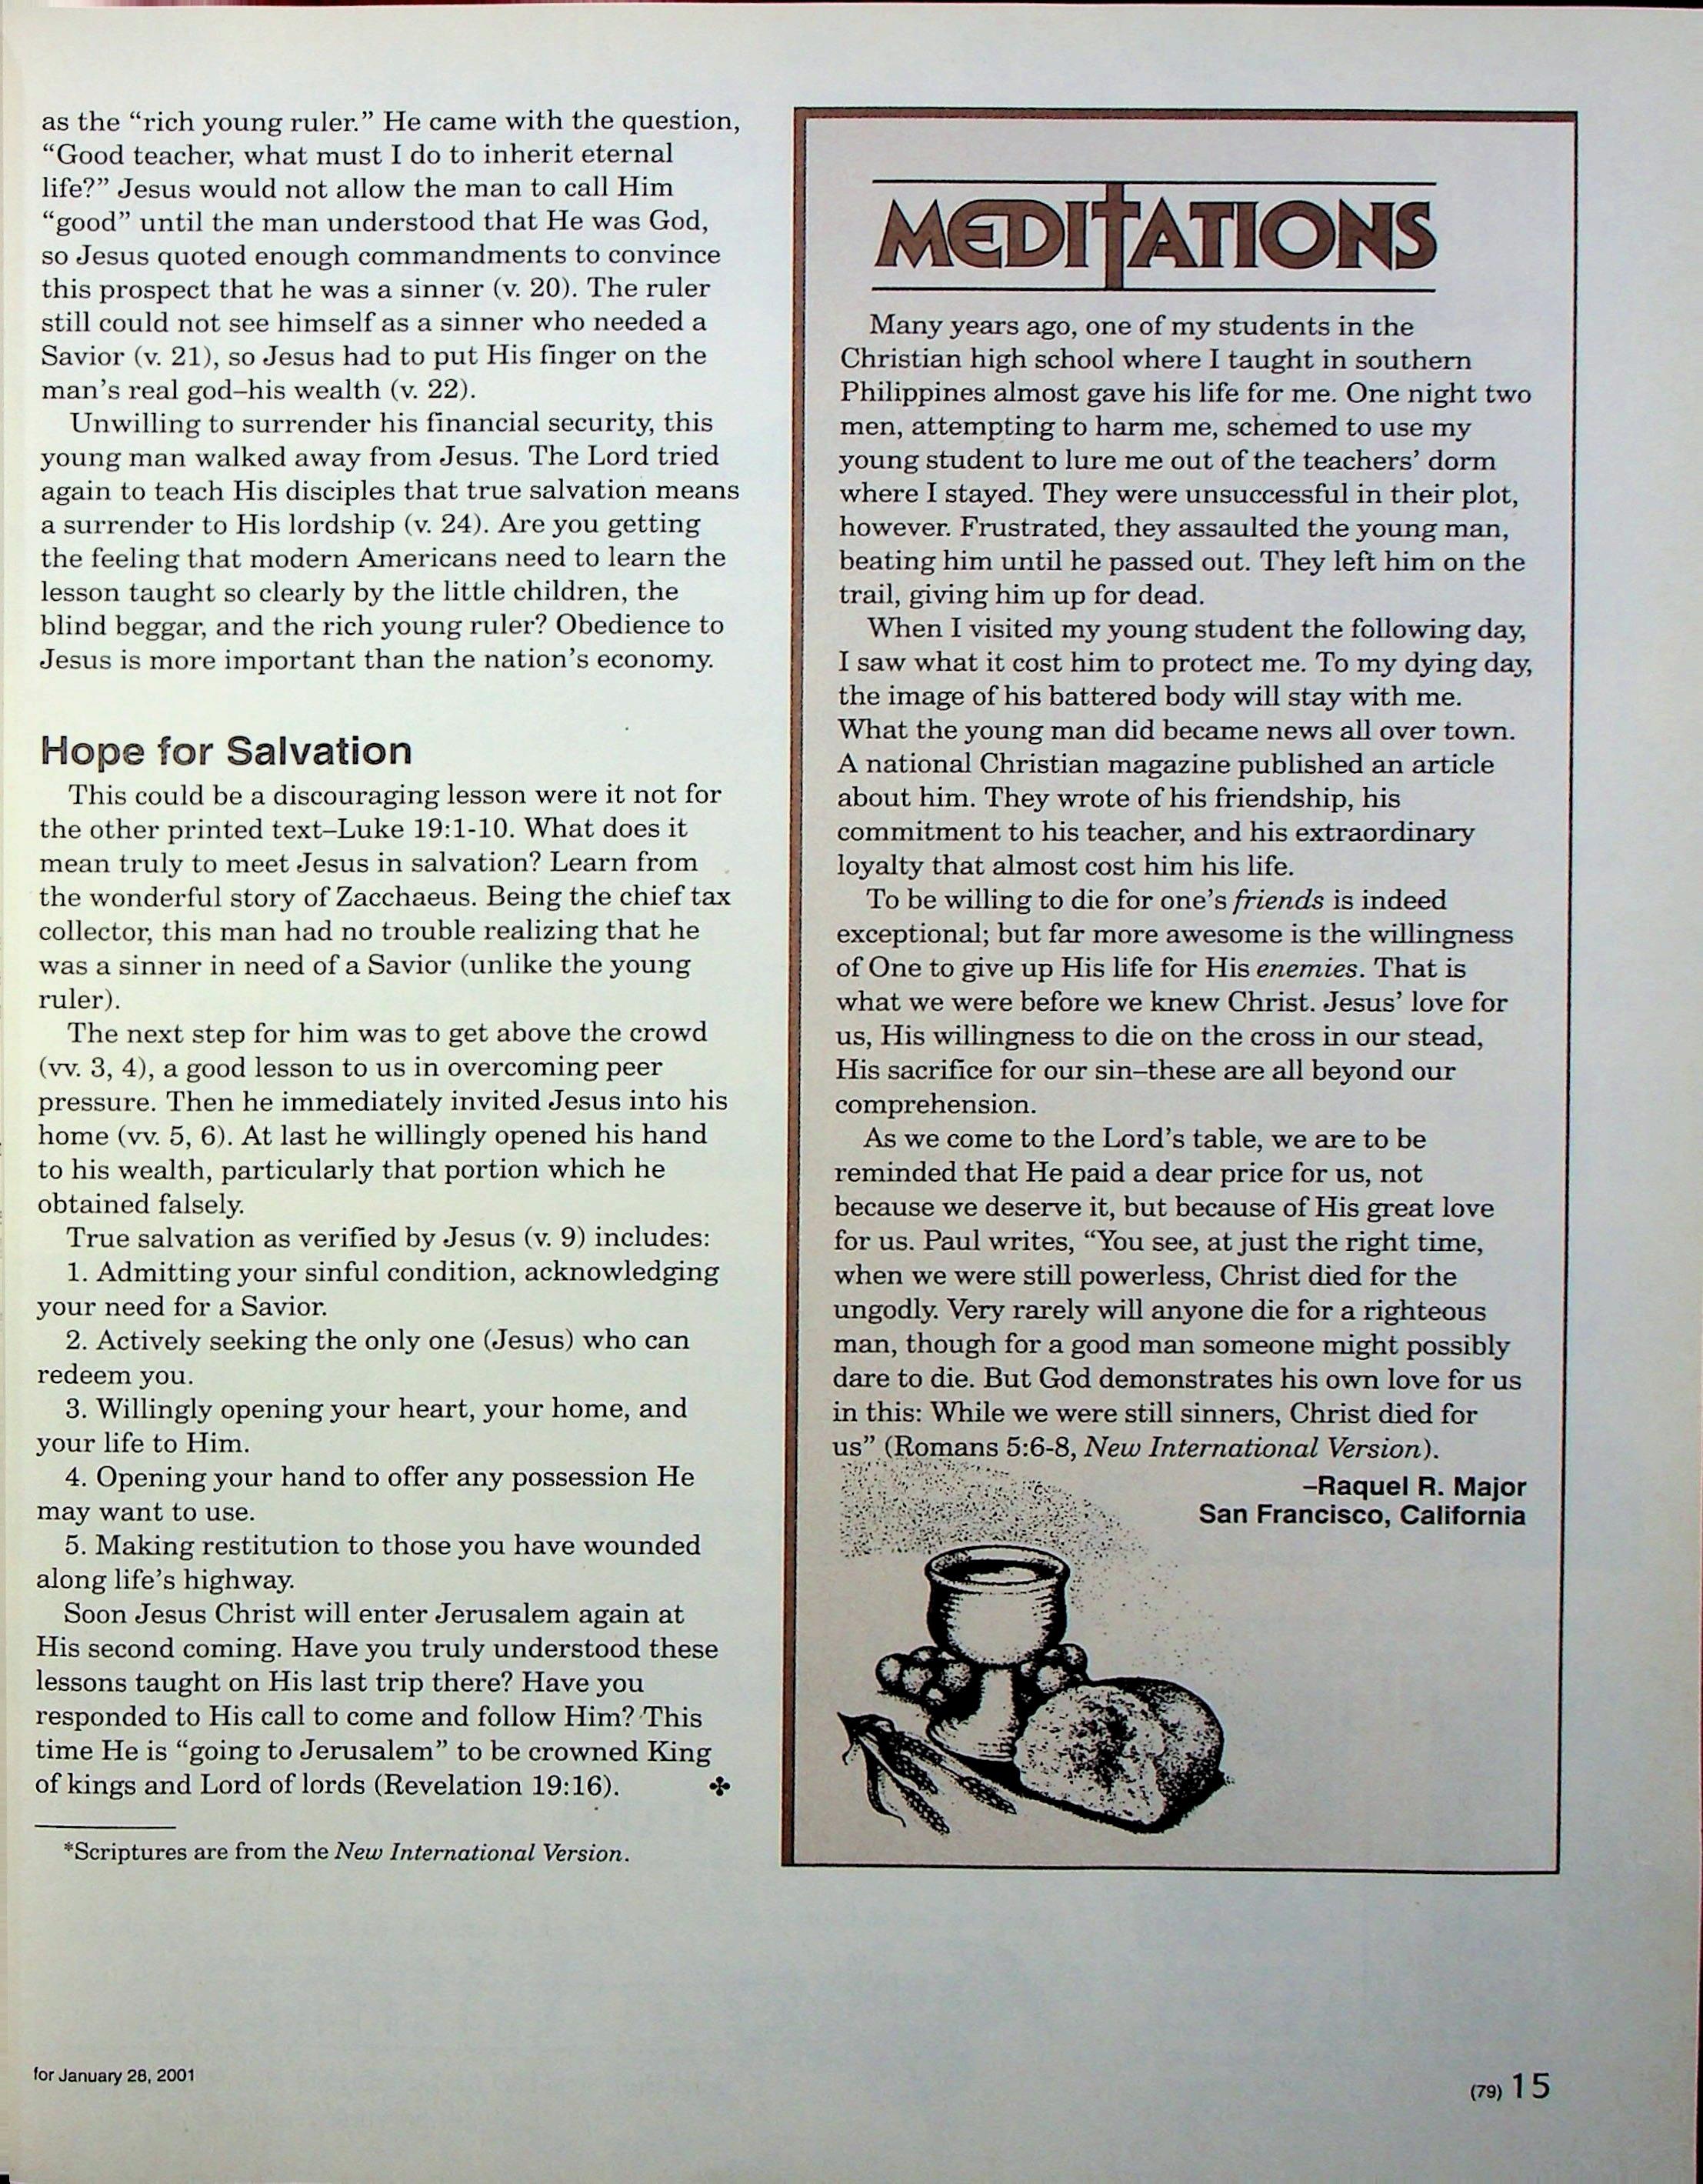 as the “rich young ruler.” He came with the question,
“Good teacher, what must I do to inherit eternal
life?” Jesus would not allow the man to call Him
“good” until the man understood that He was God,
so Jesus quoted enough commandments to convince
this prospect that he was a sinner (v. 20). The ruler
still could not see himself as a sinner who needed a
Savior (v. 21), so Jesus had to put His finger on the
man’s real god–his wealth (v. 22).
Unwilling to surrender his financial security, this
young man walked away from Jesus. The Lord tried
again to teach His disciples that true salvation means
a surrender to His lordship (v. 24). Are you getting
the feeling that modern Americans need to learn the
lesson taught so clearly by the little children, the
blind beggar, and the rich young ruler? Obedience to
Jesus is more important than the nation’s economy.
Hope for Salvation
This could be a discouraging lesson were it not for
the other printed text–Luke 19:1-10. What does it
mean truly to meet Jesus in salvation? Learn from
the wonderful story of Zacchaeus. Being the chief tax
collector, this man had no trouble realizing that he
was a sinner in need of a Savior (unlike the young
ruler).
The next step for him was to get above the crowd
(vv. 3, 4), a good lesson to us in overcoming peer
pressure. Then he immediately invited Jesus into his
home (vv. 5, 6). At last he willingly opened his hand
to his wealth, particularly that portion which he
obtained falsely.
True salvation as verified by Jesus (v. 9) includes:
1. Admitting your sinful condition, acknowledging
your need for a Savior.
2. Actively seeking the only one (Jesus) who can
redeem you.
3. Willingly opening your heart, your home, and
your life to Him.
4. Opening your hand to offer any possession He
may want to use.
5. Making restitution to those you have wounded
along life’s highway.
Soon Jesus Christ will enter Jerusalem again at
His second coming. Have you truly understood these
lessons taught on His last trip there? Have you
responded to His call to come and follow Him? This
time He is “going to Jerusalem” to be crowned King
of kings and Lord of lords (Revelation 19:16). ✤
*Scriptures are from the New International Version.
MEDITATIONS
Many years ago, one of my students in the
Christian high school where I taught in southern
Philippines almost gave his life for me. One night two
men, attempting to harm me, schemed to use my
young student to lure me out of the teachers’ dorm
where I stayed. They were unsuccessful in their plot,
however. Frustrated, they assaulted the young man,
beating him until he passed out. They left him on the
trail, giving him up for dead.
When I visited my young student the following day,
I saw what it cost him to protect me. To my dying day,
the image of his battered body will stay with me.
What the young man did became news all over town.
A national Christian magazine published an article
about him. They wrote of his friendship, his
commitment to his teacher, and his extraordinary
loyalty that almost cost him his life.
To be willing to die for one’s friends is indeed
exceptional; but far more awesome is the willingness
of One to give up His life for His enemies. That is
what we were before we knew Christ. Jesus’ love for
us, His willingness to die on the cross in our stead,
His sacrifice for our sin–these are all beyond our
comprehension.
As we come to the Lord’s table, we are to be
reminded that He paid a dear price for us, not
because we deserve it, but because of His great love
for us. Paul writes, “You see, at just the right time,
when we were still powerless, Christ died for the
ungodly. Very rarely will anyone die for a righteous
man, though for a good man someone might possibly
dare to die. But God demonstrates his own love for us
in this: While we were still sinners, Christ died for
us” (Romans 5:6-8, New International Version).
–Raquel R. Major
San Francisco, California
for January 28, 2001
(79) 15